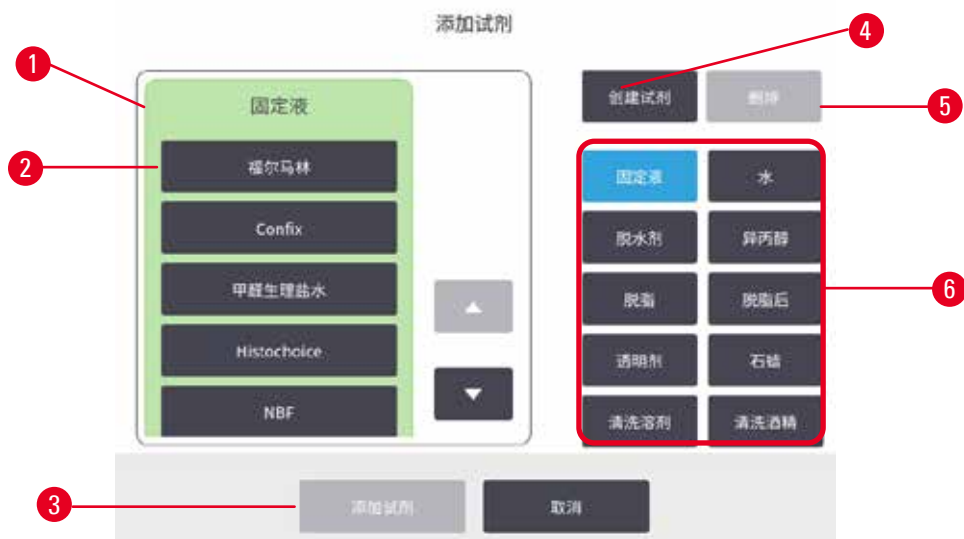 添加试剂
1
固定液
2
福尔马林
Confix
甲醛生理盐水
Histochoice
NBF
4
创建试剂
删除
5
固定液
水
脱水剂
异丙醇
脱脂
脱脂后
6
透明剂
石蜡
清洗溶剂
清洗酒精
3
添加试剂
取消